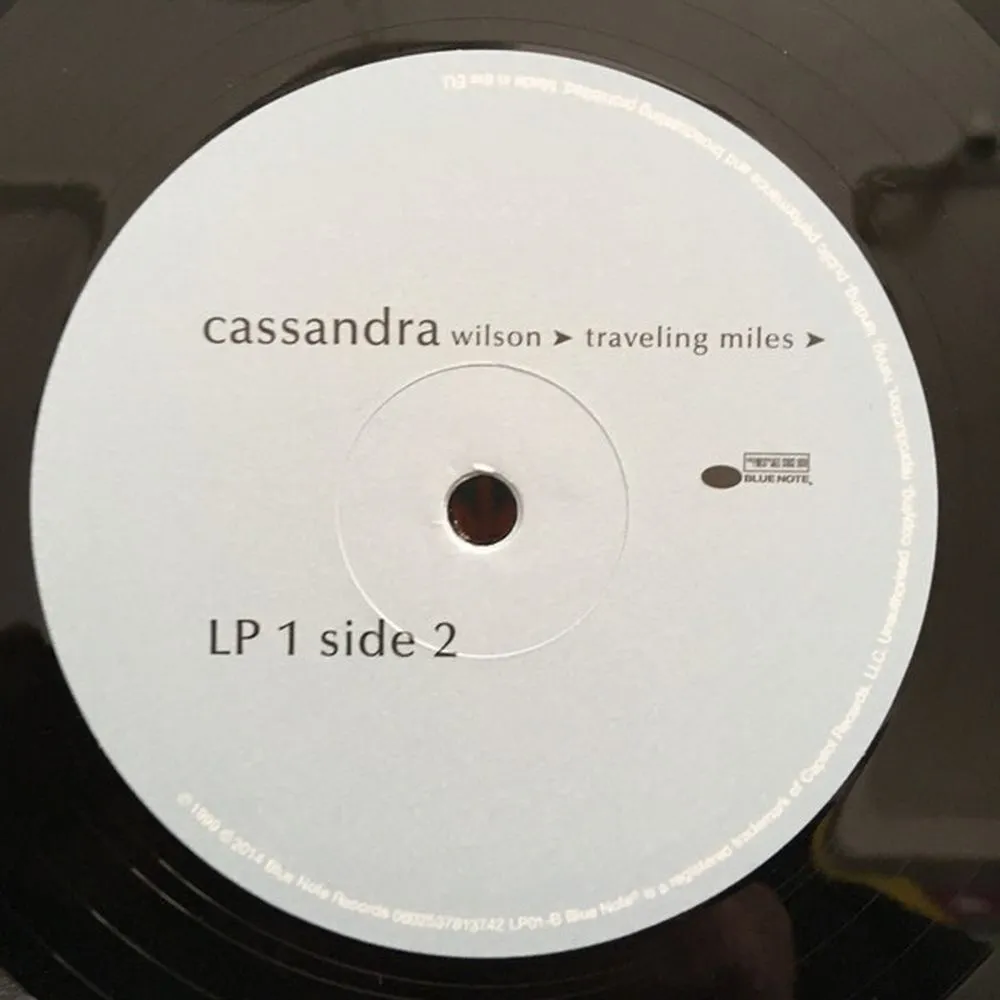 cassandra wilson ➤ traveling miles ➤
BLUE NOTE
LP 1 side 2
℗ 1999 © 2014 Blue Note Records 0602537813742 LP01-B Blue Note® is a registered trademark of Capitol Records, LLC. Unauthorised copying, reproduction, hiring, lending, public performance and broadcasting prohibited. Made in the EU